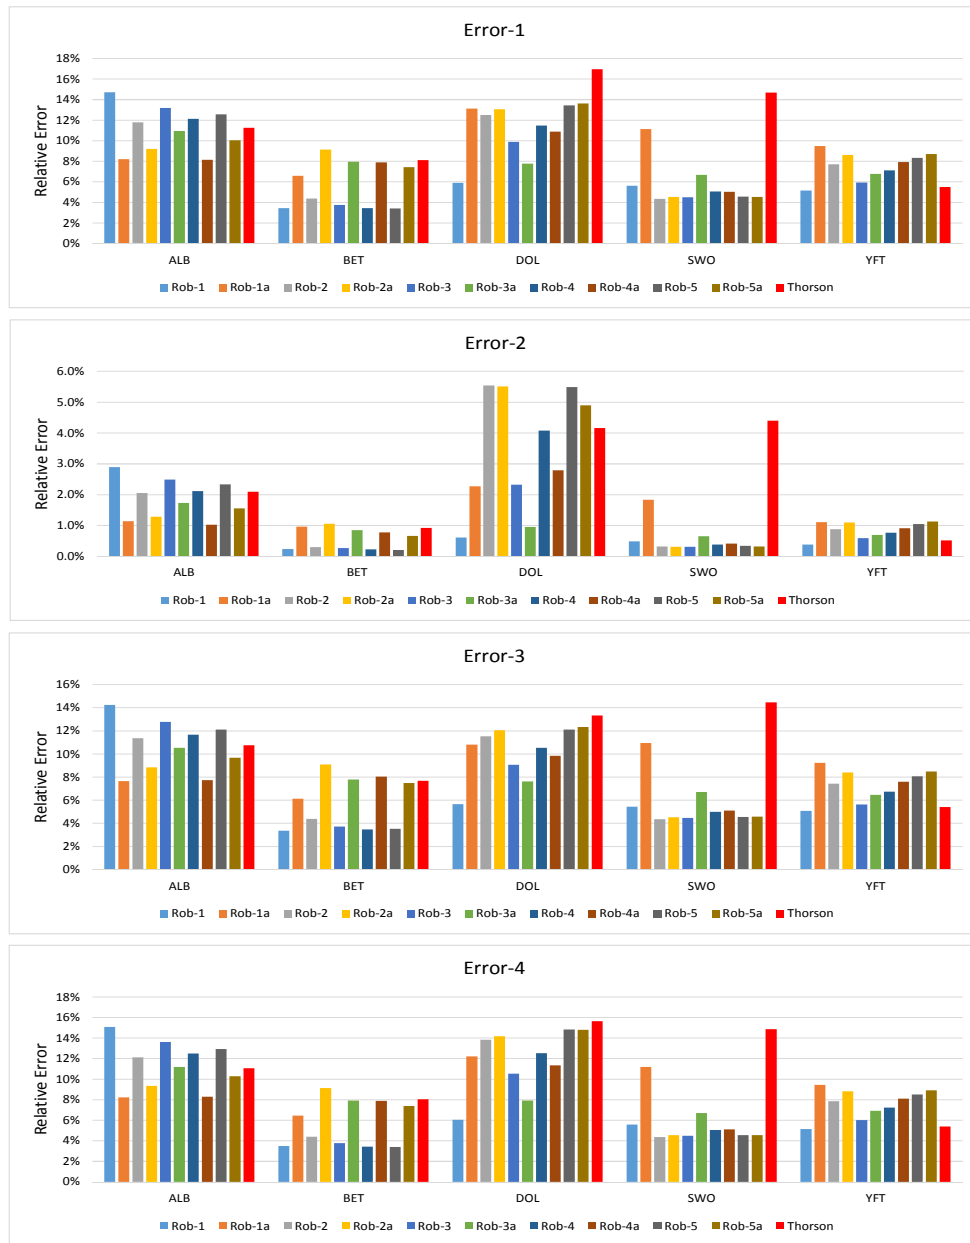 Error-1
Relative Error
18%
16%
14%
12%
10%
8%
6%
4%
2%
0%
ALB BET DOL SWO YFT
Rob-1 Rob-1a Rob-2 Rob-2a Rob-3 Rob-3a Rob-4 Rob-4a Rob-5 Rob-5a Thorson
Error-2
Relative Error
6.0%
5.0%
4.0%
3.0%
2.0%
1.0%
0.0%
ALB BET DOL SWO YFT
Rob-1 Rob-1a Rob-2 Rob-2a Rob-3 Rob-3a Rob-4 Rob-4a Rob-5 Rob-5a Thorson
Error-3
Relative Error
16%
14%
12%
10%
8%
6%
4%
2%
0%
ALB BET DOL SWO YFT
Rob-1 Rob-1a Rob-2 Rob-2a Rob-3 Rob-3a Rob-4 Rob-4a Rob-5 Rob-5a Thorson
Error-4
Relative Error
18%
16%
14%
12%
10%
8%
6%
4%
2%
0%
ALB BET DOL SWO YFT
Rob-1 Rob-1a Rob-2 Rob-2a Rob-3 Rob-3a Rob-4 Rob-4a Rob-5 Rob-5a Thorson